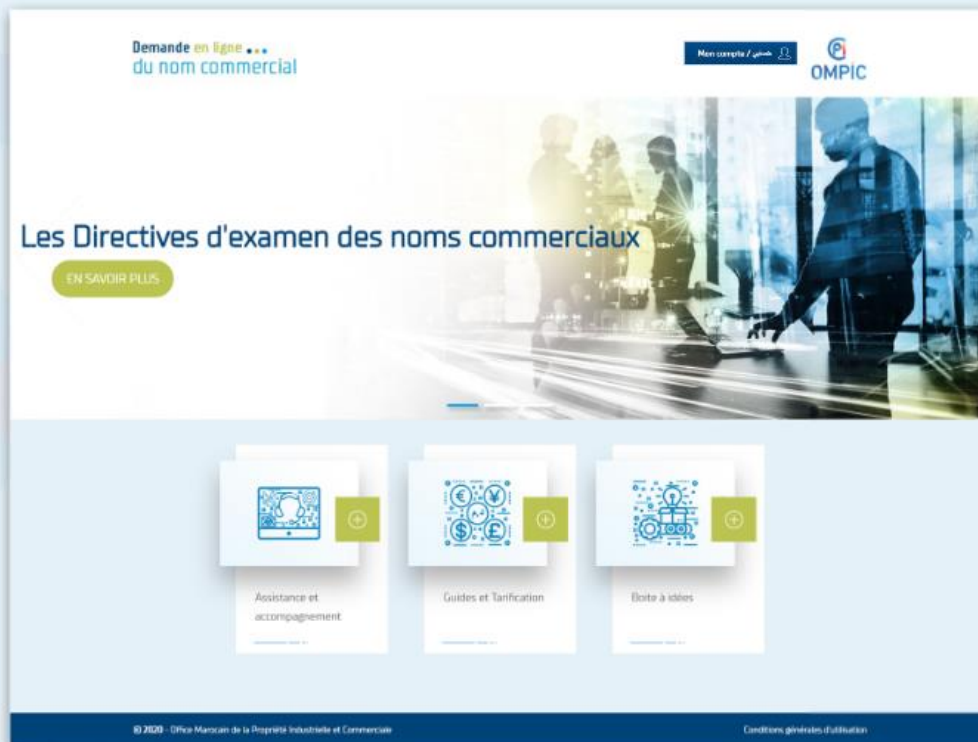 Demande en ligne
du nom commercial
Mon compte / حسابي
OMPIC
Les Directives d'examen des noms commerciaux
EN SAVOIR PLUS
Assistance et
accompagnement
Guides et Tarification
Boite à idées
© 2020 - Office Marocain de la Propriété Industrielle et Commerciale
Conditions générales d'utilisation